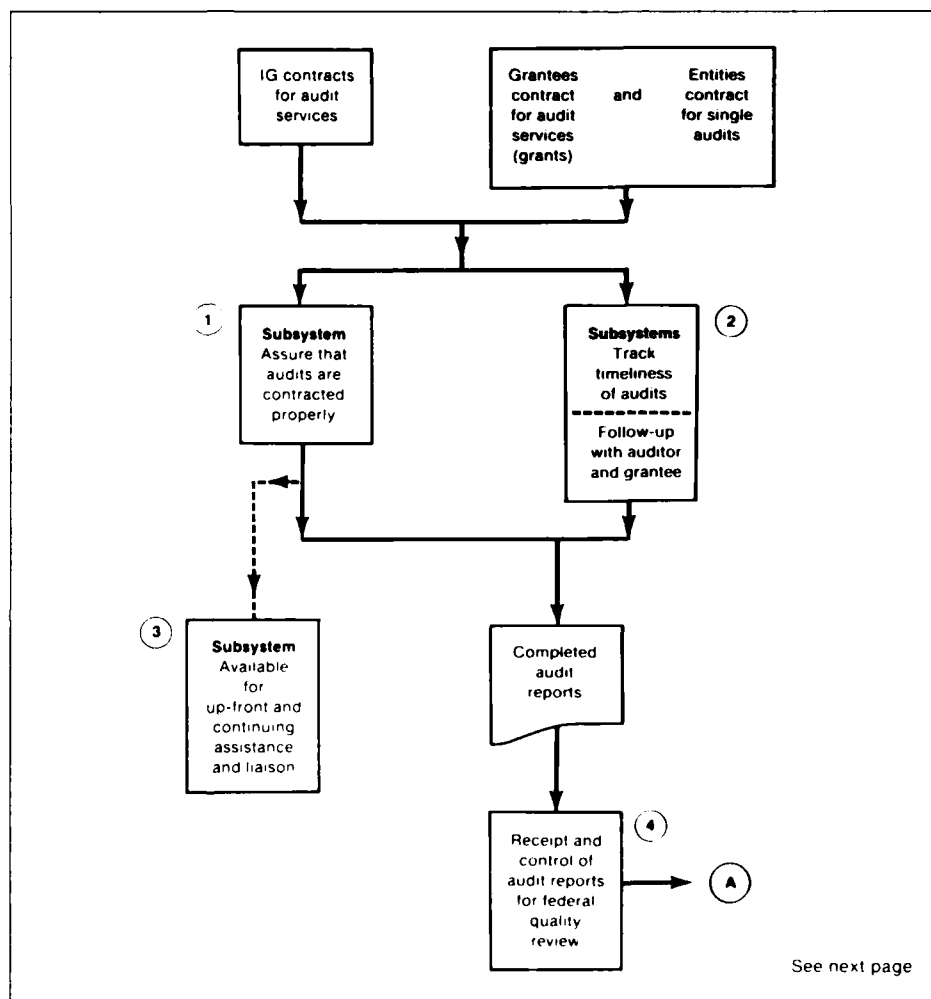 IG contracts
for audit
services
Grantees
contract
for audit
services
(grants)
and
Entities
contract
for single
audits
1
Subsystem
Assure that
audits are
contracted
properly
2
Subsystems
Track
timeliness
of audits
Follow-up
with auditor
and grantee
3
Subsystem
Available
for
up-front and
continuing
assistance
and liaison
Completed
audit
reports
4
Receipt and
control of
audit reports
for federal
quality
review
A
See next page